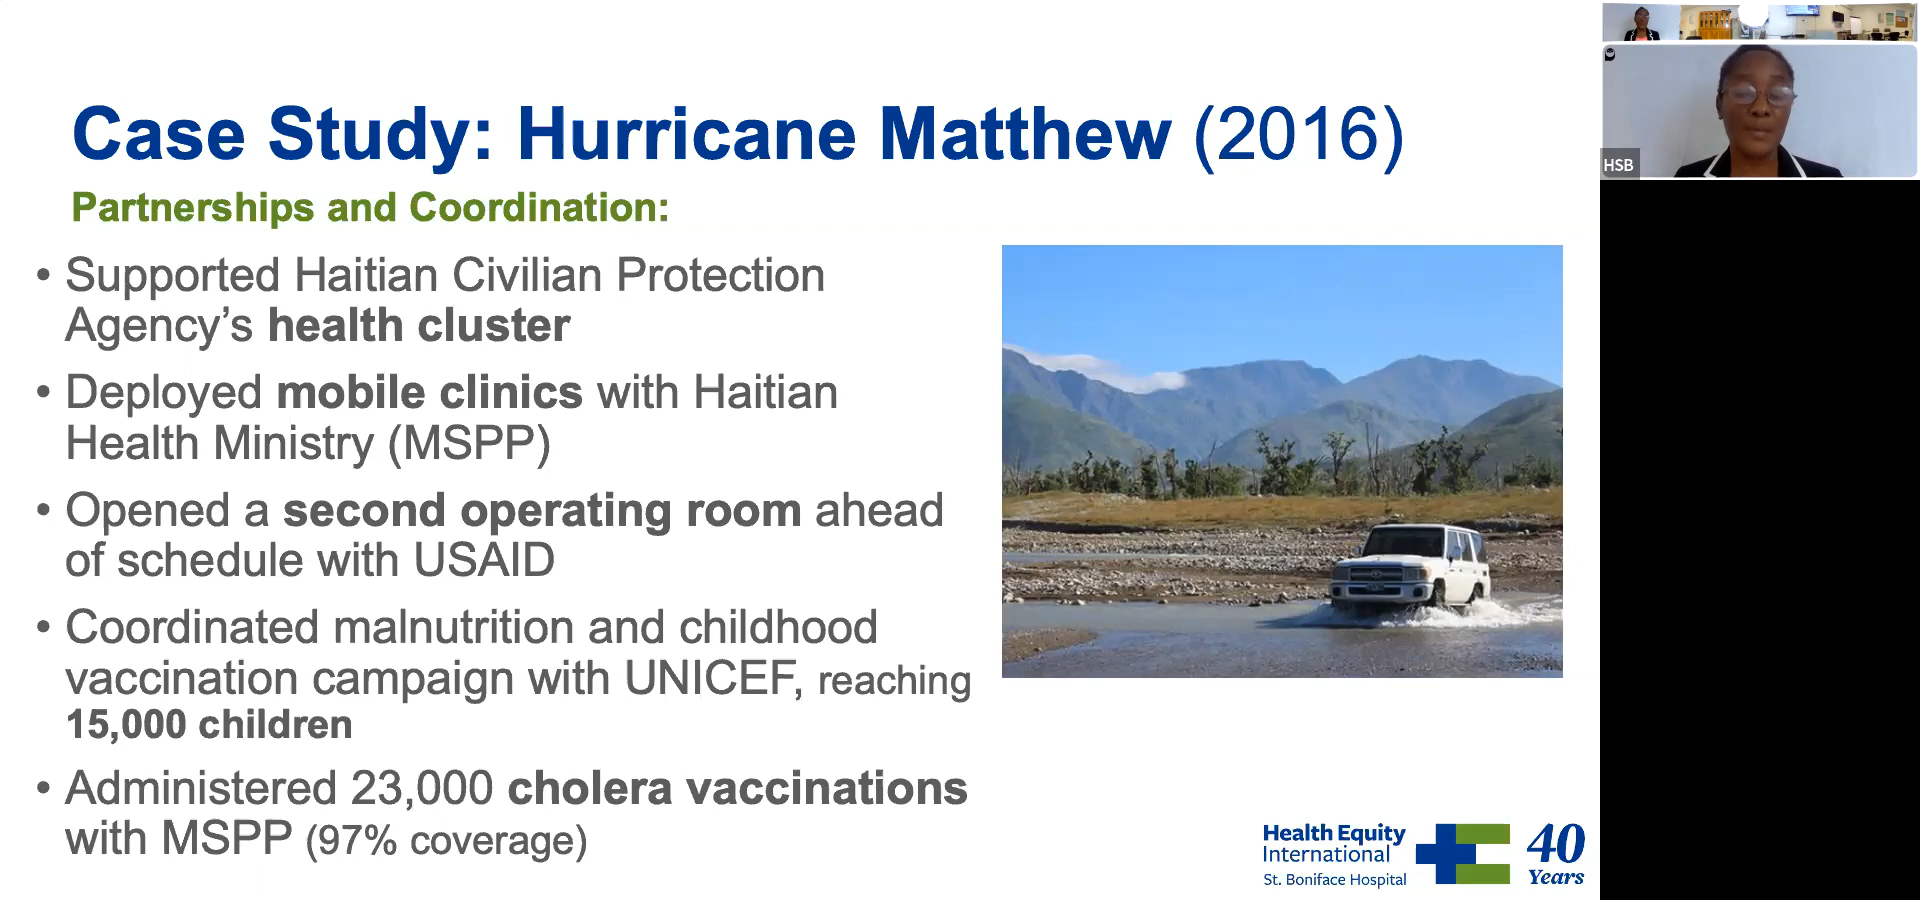 Case Study: Hurricane Matthew (2016)
Partnerships and Coordination:
• Supported Haitian Civilian Protection
Agency’s health cluster
• Deployed mobile clinics with Haitian
Health Ministry (MSPP)
• Opened a second operating room ahead
of schedule with USAID
• Coordinated malnutrition and childhood
vaccination campaign with UNICEF, reaching
15,000 children
• Administered 23,000 cholera vaccinations
with MSPP (97% coverage)
Health Equity
International
St. Boniface Hospital
40
Years
HSB